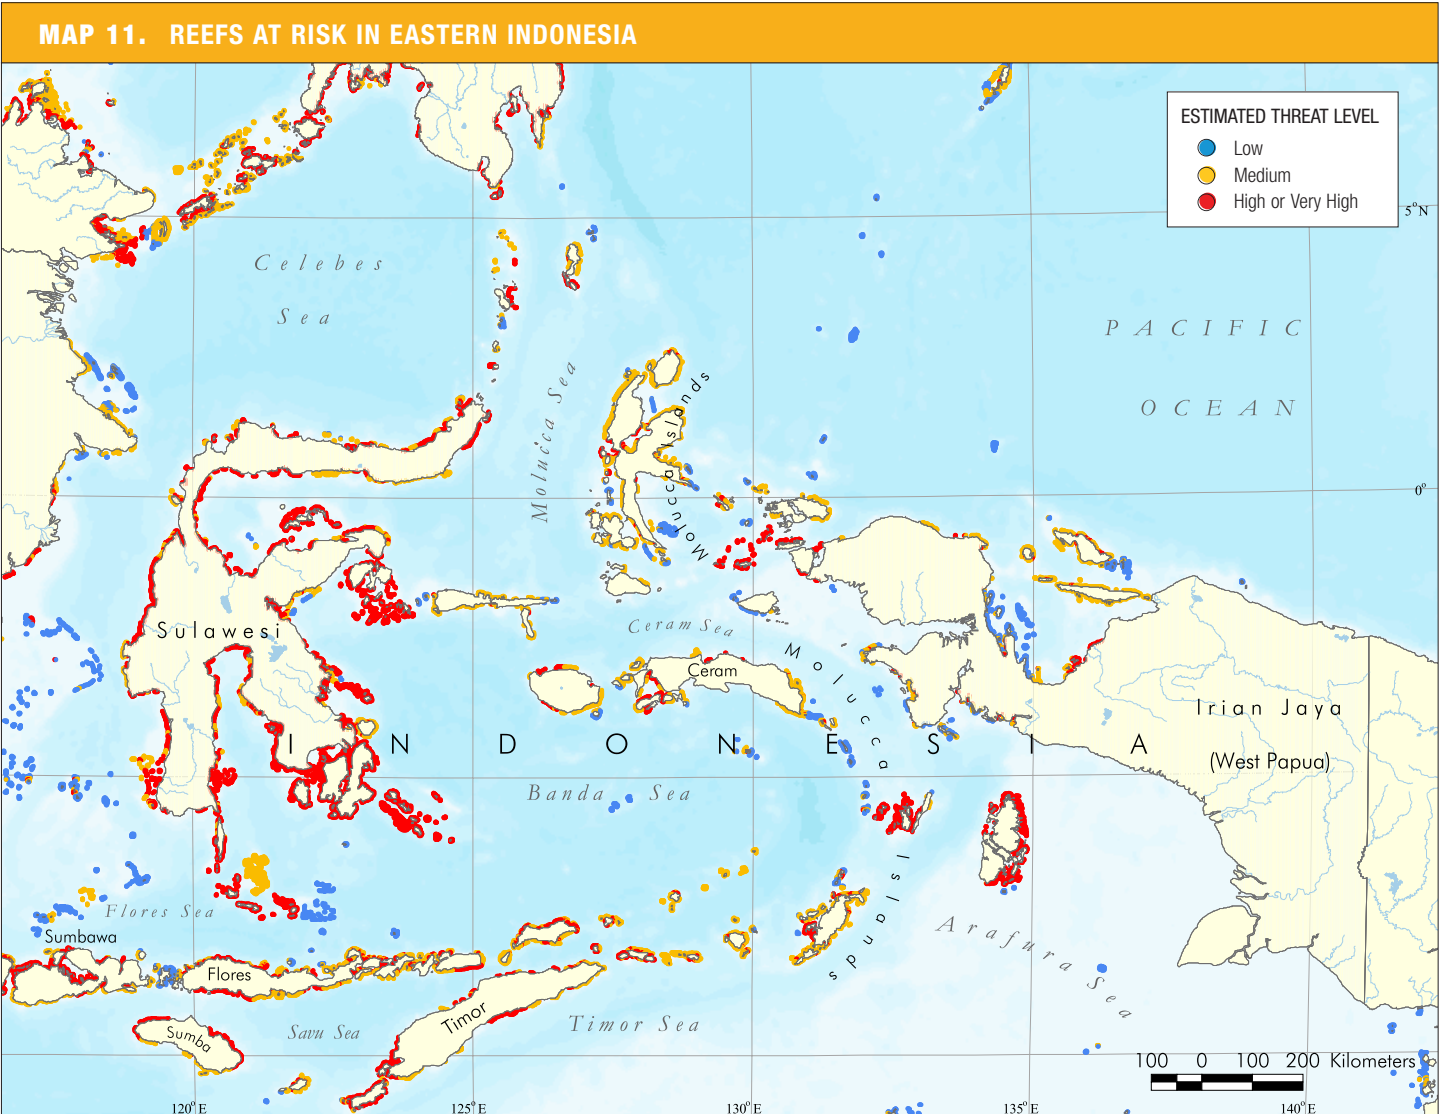 MAP 11. REEFS AT RISK IN EASTERN INDONESIA
ESTIMATED THREAT LEVEL
Low
Medium
High or Very High
5°N
Celebes
Sea
PACIFIC
OCEAN
Molucca Sea
Molucca Islands
0°
Sulawesi
Ceram Sea
Ceram
Molucca
Islands
Irian Jaya
(West Papua)
INDONESIA
Banda Sea
Flores Sea
Sumbawa
Flores
Arafura Sea
Timor
Timor Sea
Savu Sea
Sumba
100 0 100 200 Kilometers
120°E
125°E
130°E
135°E
140°E